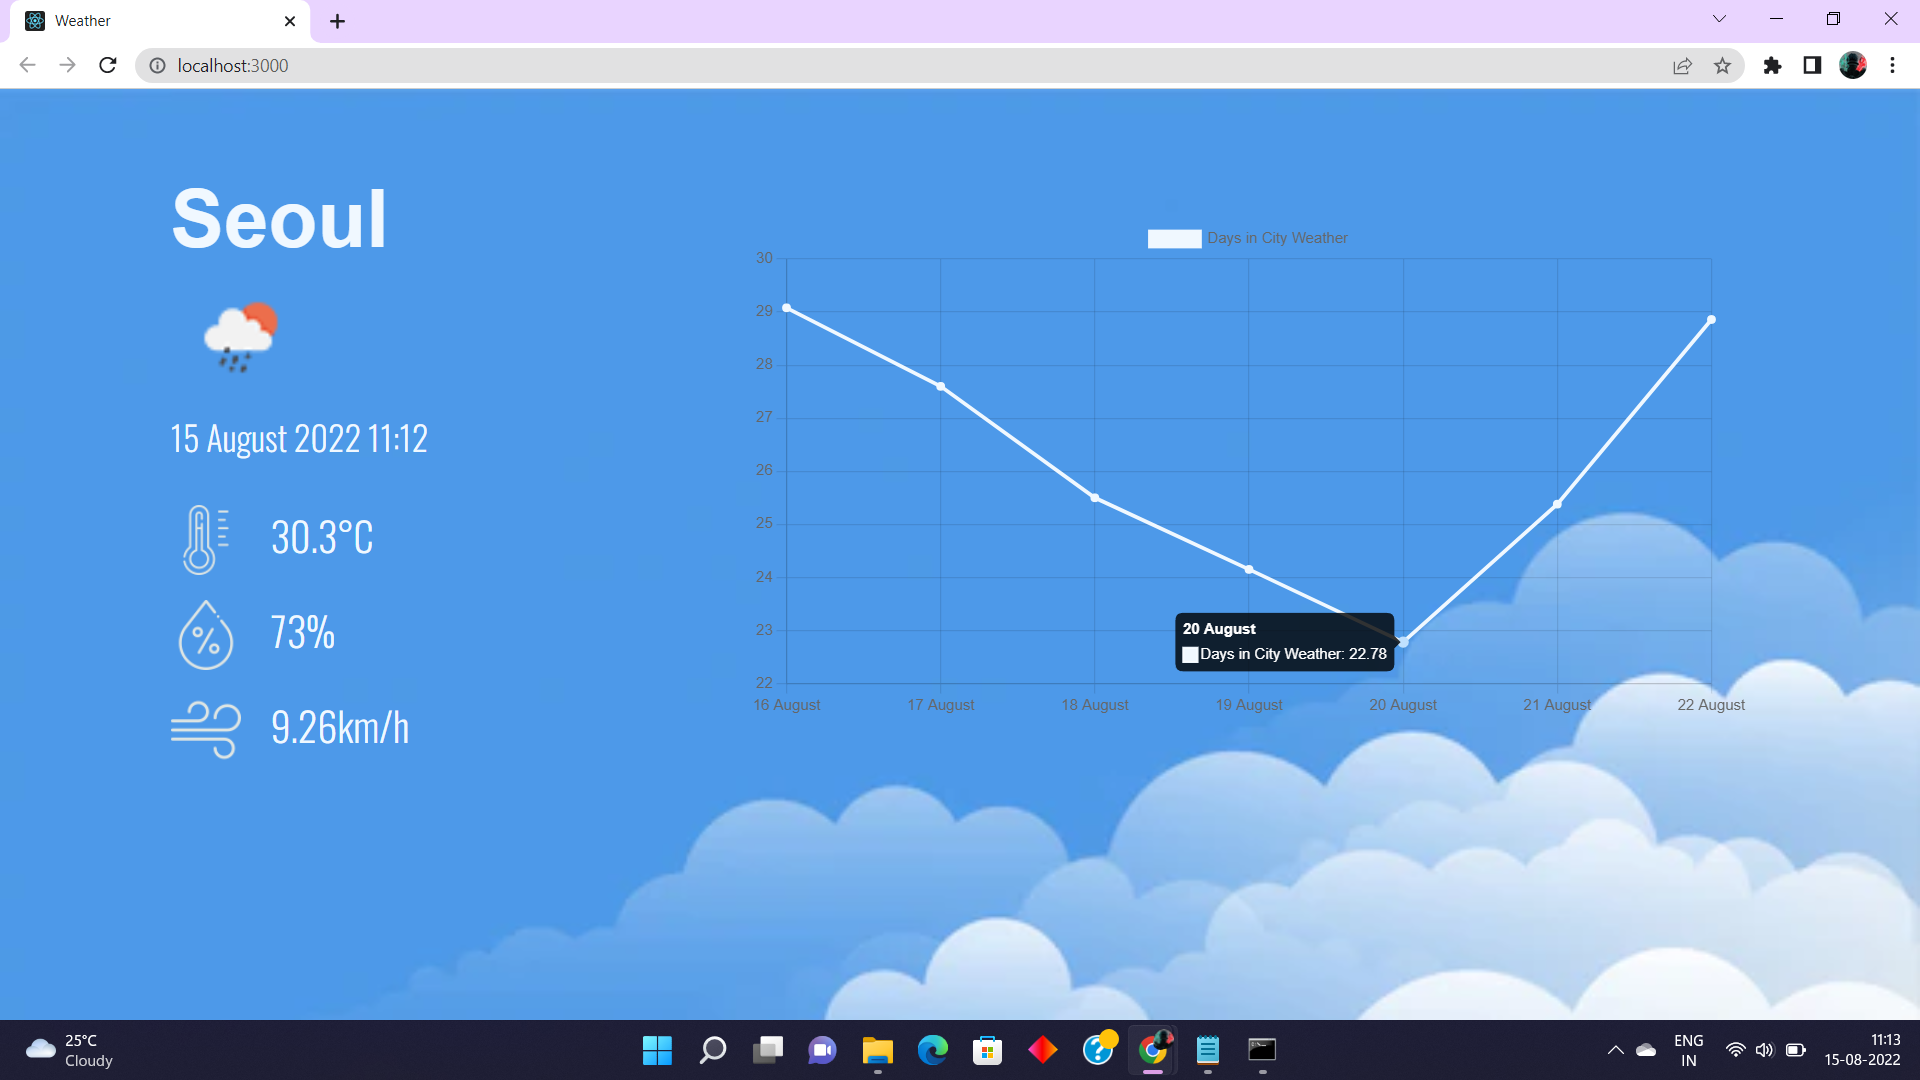 Weather
localhost:3000
Seoul
15 August 2022 11:12
30.3°C
73%
9.26km/h
Days in City Weather
30
29
28
27
26
25
24
23
22
16 August
17 August
18 August
19 August
20 August
21 August
22 August
20 August
Days in City Weather: 22.78
25°C
Cloudy
ENG
IN
11:13
15-08-2022